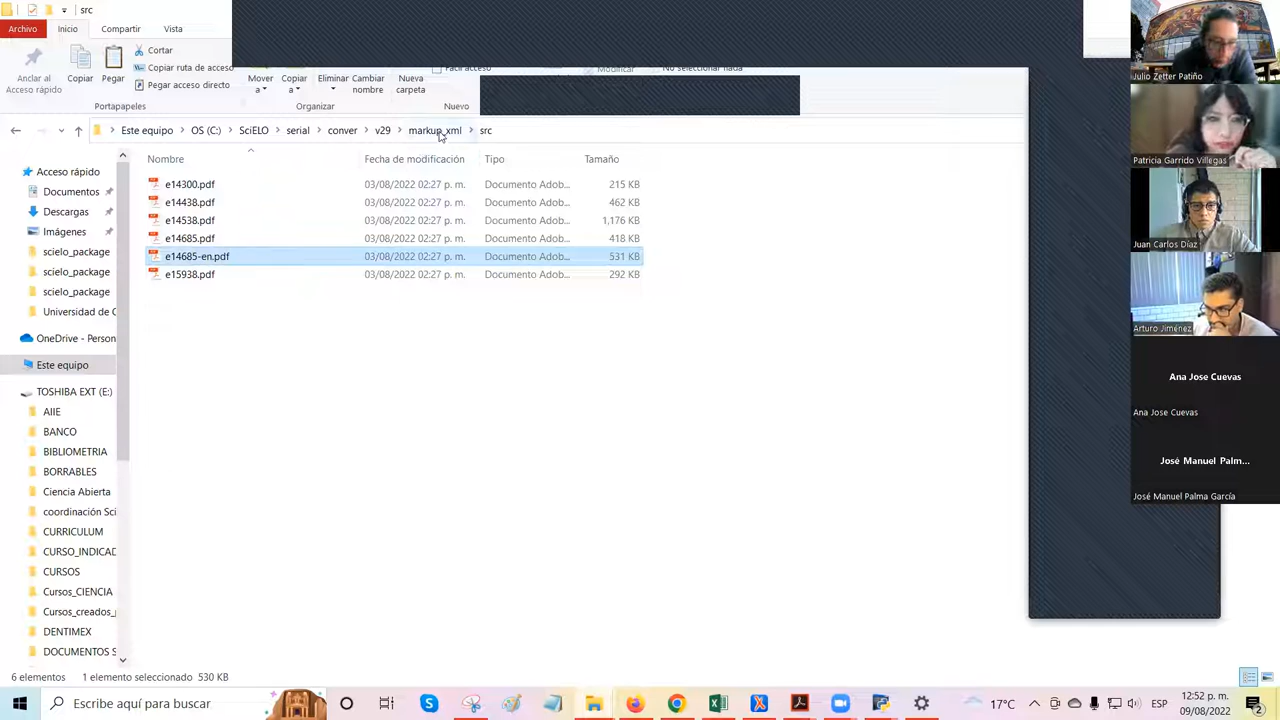 src
Archivo Inicio Compartir Vista
Anclar al Acceso rápido
Copiar
Pegar
Cortar
Copiar ruta de acceso
Pegar acceso directo
Mover a
Copiar a
Eliminar
Cambiar nombre
Nueva carpeta
Fácil acceso
Modificar
No seleccionar nada
Portapapeles Organizar Nuevo
Este equipo > OS (C:) > SciELO > serial > conver > v29 > markup_xml > src
Nombre Fecha de modificación Tipo Tamaño
e14300.pdf 03/08/2022 02:27 p. m. Documento Adob... 215 KB
e14438.pdf 03/08/2022 02:27 p. m. Documento Adob... 462 KB
e14538.pdf 03/08/2022 02:27 p. m. Documento Adob... 1,176 KB
e14685.pdf 03/08/2022 02:27 p. m. Documento Adob... 418 KB
e14685-en.pdf 03/08/2022 02:27 p. m. Documento Adob... 531 KB
e15938.pdf 03/08/2022 02:27 p. m. Documento Adob... 292 KB
Acceso rápido
Documentos
Descargas
Imágenes
scielo_package
scielo_package
scielo_package
Universidad de C
OneDrive - Person
Este equipo
TOSHIBA EXT (E:)
AIIE
BANCO
BIBLIOMETRIA
BORRABLES
Ciencia Abierta
coordinación Sci
CURRICULUM
CURSO_INDICAD
CURSOS
Cursos_CIENCIA
Cursos_creados_p
DENTIMEX
DOCUMENTOS S
6 elementos 1 elemento seleccionado 530 KB
Julio Zetter Patiño
Patricia Garrido Villegas
Juan Carlos Díaz
Arturo Jiménez
Ana Jose Cuevas
Ana Jose Cuevas
José Manuel Palm...
José Manuel Palma García
Escribe aquí para buscar
17°C
ESP
12:52 p. m.
09/08/2022
2